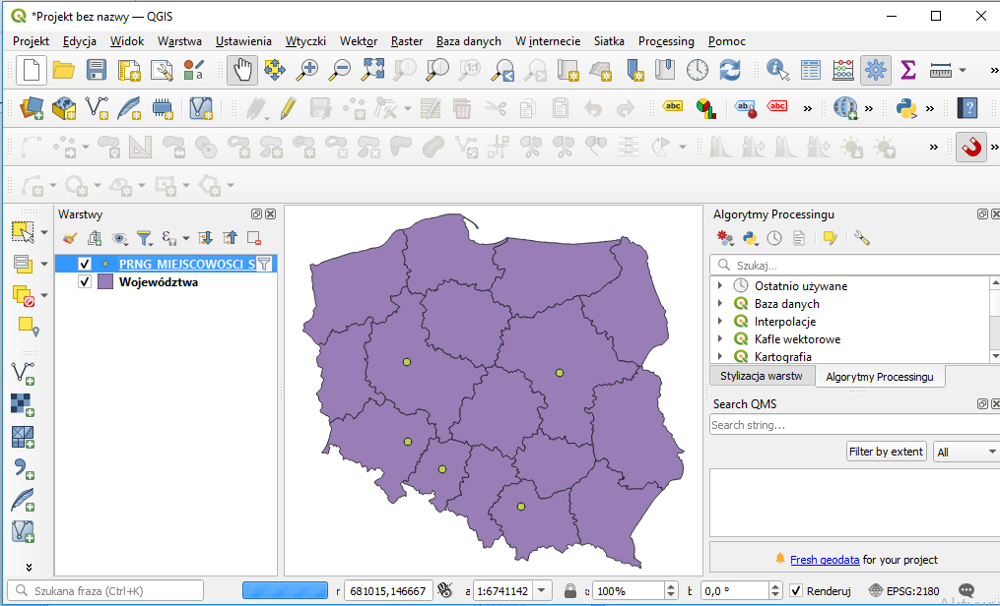 *Projekt bez nazwy — QGIS
Projekt Edycja Widok Warstwa Ustawienia Wtyczki Wektor Raster Baza danych W internecie Siatka Processing Pomoc
Warstwy
PRNG_MIEJSCOWOSCI_S
Województwa
Algorytmy Processingu
Szukaj...
Ostatnio używane
Baza danych
Interpolacje
Kafle wektorowe
Kartografia
Stylizacja warstw Algorytmy Processingu
Search QMS
Search string...
Filter by extent All
Fresh geodata for your project
Szukana fraza (Ctrl+K) 681015,146667 1:6741142 100% 0,0 ° Renderuj EPSG:2180